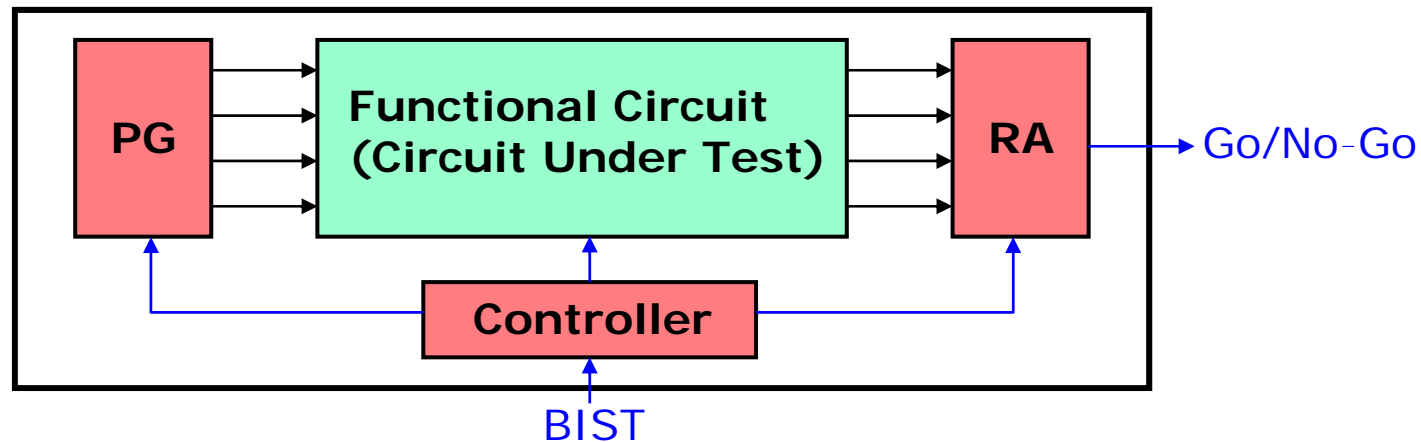 PG
Functional Circuit
(Circuit Under Test)
RA
Go/No-Go
Controller
BIST